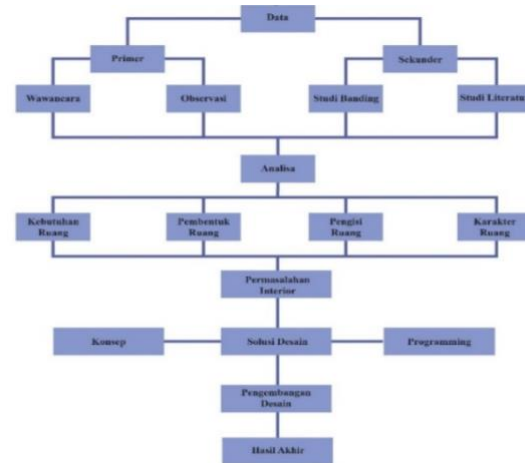 Data
Primer
Sekunder
Wawancara
Observasi
Studi Banding
Studi Literatur
Analisa
Kebutuhan
Ruang
Pembentuk
Ruang
Pengisi
Ruang
Karakter
Ruang
Permasalahan
Interior
Konsep
Solusi Desain
Programming
Pengembangan
Desain
Hasil Akhir